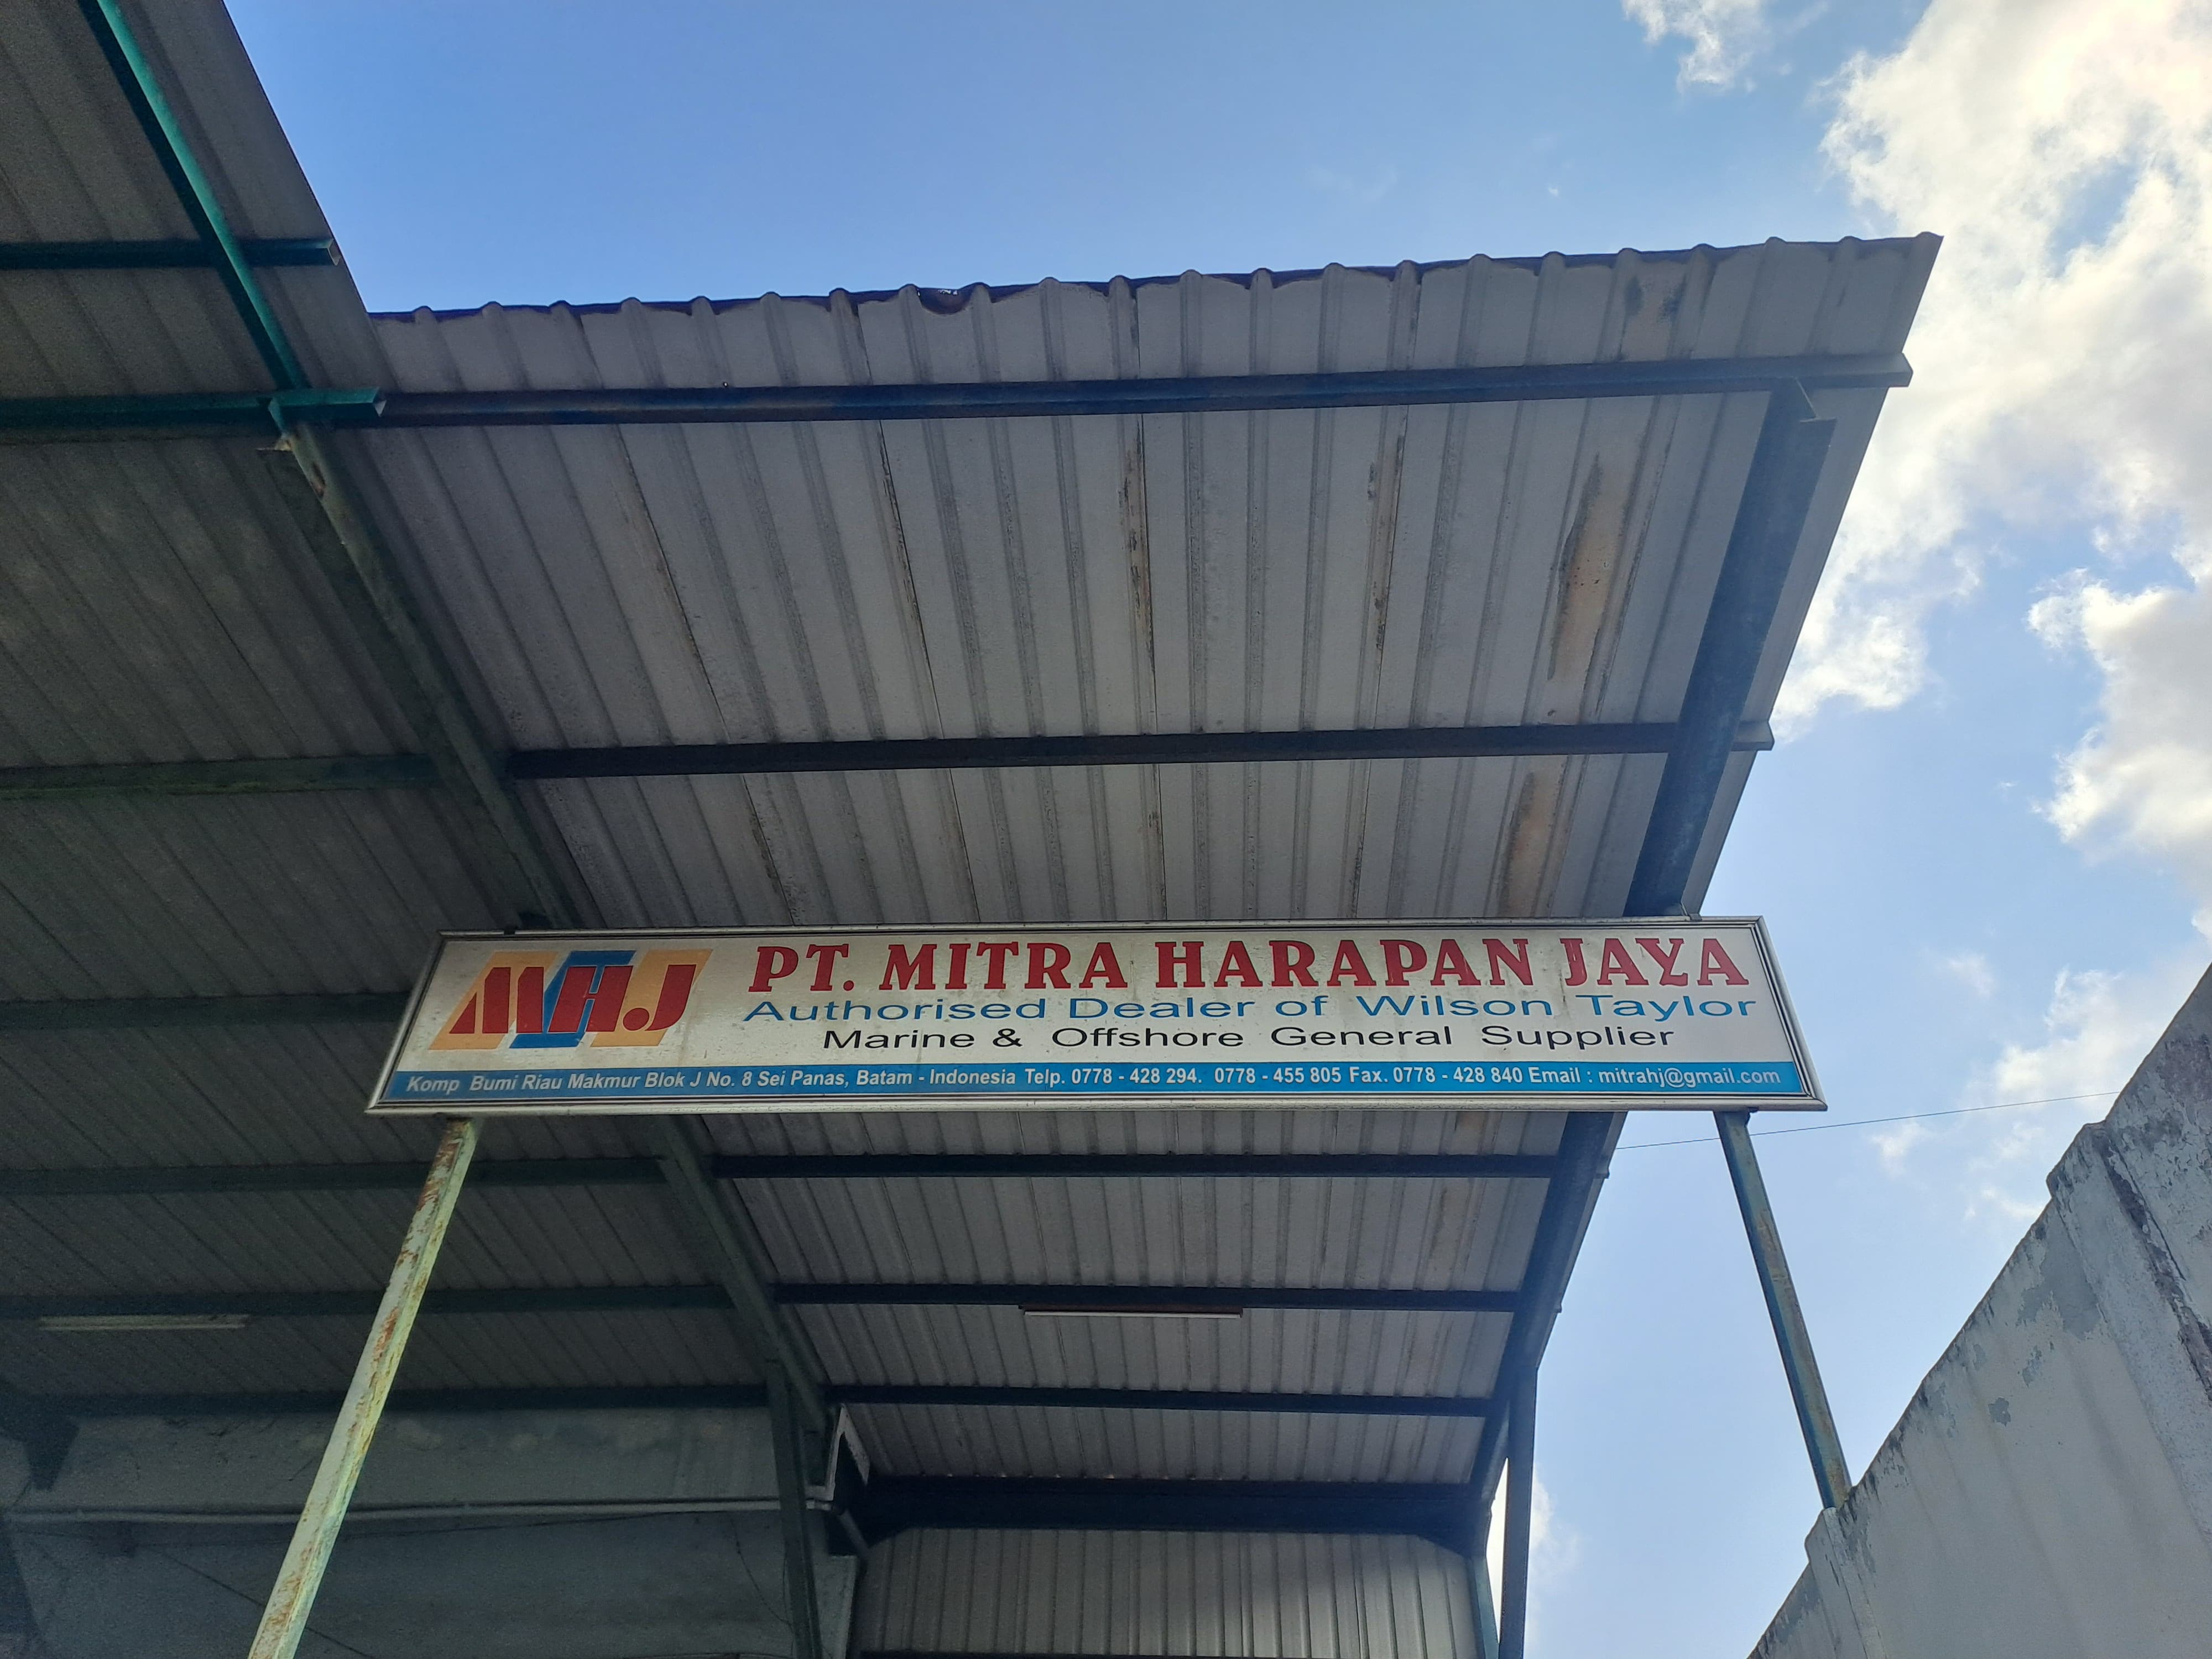 MHJ
PT. MITRA HARAPAN JAYA
Authorised Dealer of Wilson Taylor
Marine & Offshore General Supplier
Komp Bumi Riau Makmur Blok J No. 8 Sei Panas, Batam - Indonesia Telp. 0778 - 428 294. 0778 - 455 805 Fax. 0778 - 428 840 Email : mitrahj@gmail.com